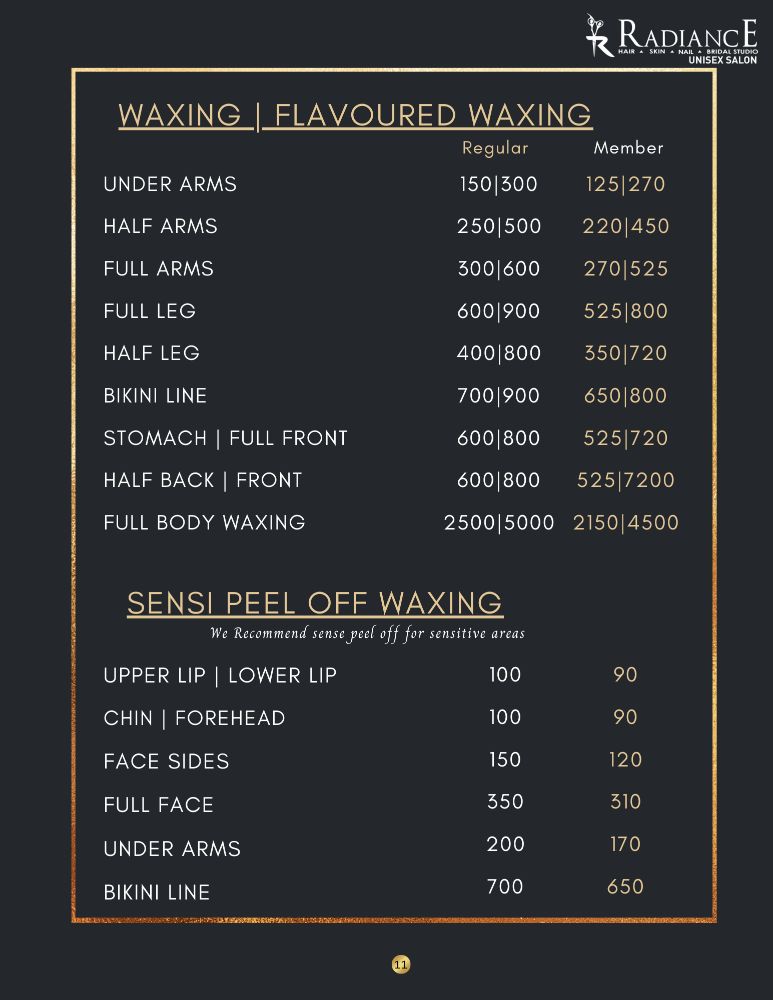 RADIANCE
HAIR ▲ SKIN ▲ NAIL ▲ BRIDAL STUDIO
UNISEX SALON
WAXING | FLAVOURED WAXING
Regular Member
UNDER ARMS 150|300 125|270
HALF ARMS 250|500 220|450
FULL ARMS 300|600 270|525
FULL LEG 600|900 525|800
HALF LEG 400|800 350|720
BIKINI LINE 700|900 650|800
STOMACH | FULL FRONT 600|800 525|720
HALF BACK | FRONT 600|800 525|7200
FULL BODY WAXING 2500|5000 2150|4500
SENSI PEEL OFF WAXING
We Recommend sense peel off for sensitive areas
UPPER LIP | LOWER LIP 100 90
CHIN | FOREHEAD 100 90
FACE SIDES 150 120
FULL FACE 350 310
UNDER ARMS 200 170
BIKINI LINE 700 650
11